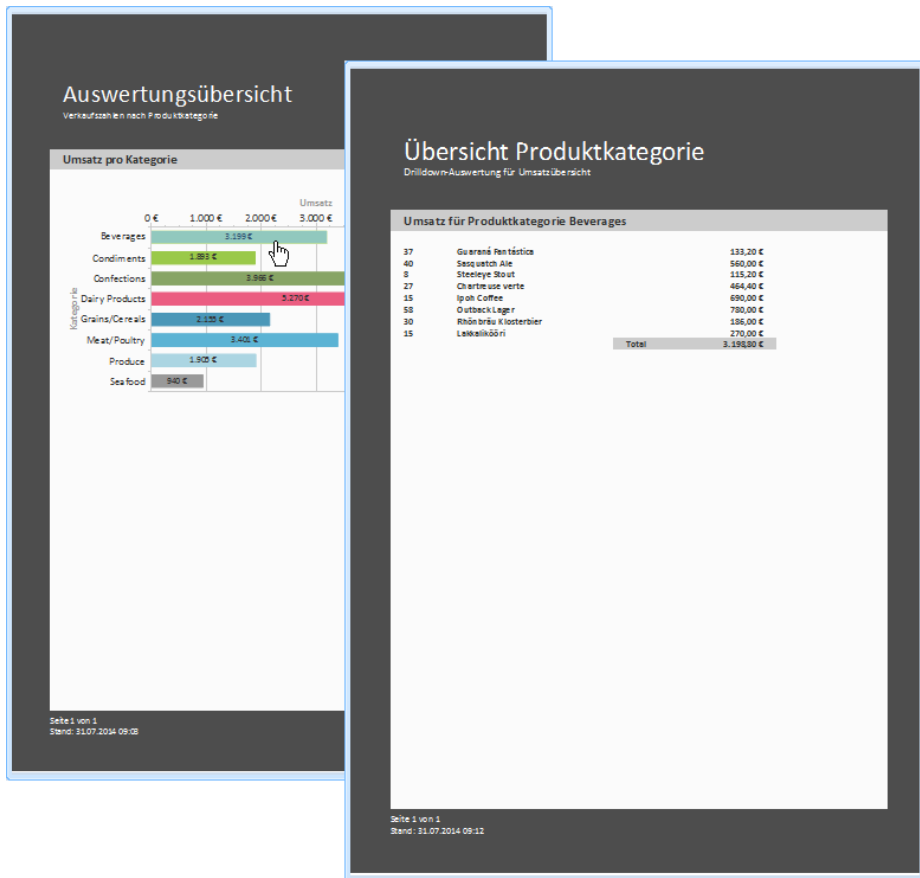 Auswertungsübersicht
Verkaufszahlen nach Produktkategorie
Umsatz pro Kategorie
Umsatz
0 € 1.000 € 2.000 € 3.000 €
Kategorie
Beverages 3.199 €
Condiments 1.893 €
Confections 3.966 €
Dairy Products 5.270 €
Grains/Cereals 2.155 €
Meat/Poultry 3.401 €
Produce 1.905 €
Seafood 940 €
Seite 1 von 1
Stand: 31.07.2014 09:08
Übersicht Produktkategorie
Drilldown-Auswertung für Umsatzübersicht
Umsatz für Produktkategorie Beverages
37 Guaraná Fantástica 133,20 €
40 Sasquatch Ale 560,00 €
8 Steeleye Stout 115,20 €
27 Chartreuse verte 464,40 €
15 Ipoh Coffee 690,00 €
58 Outback Lager 780,00 €
30 Rhönbräu Klosterbier 186,00 €
15 Lakkalikööri 270,00 €
Total 3.198,80 €
Seite 1 von 1
Stand: 31.07.2014 09:12